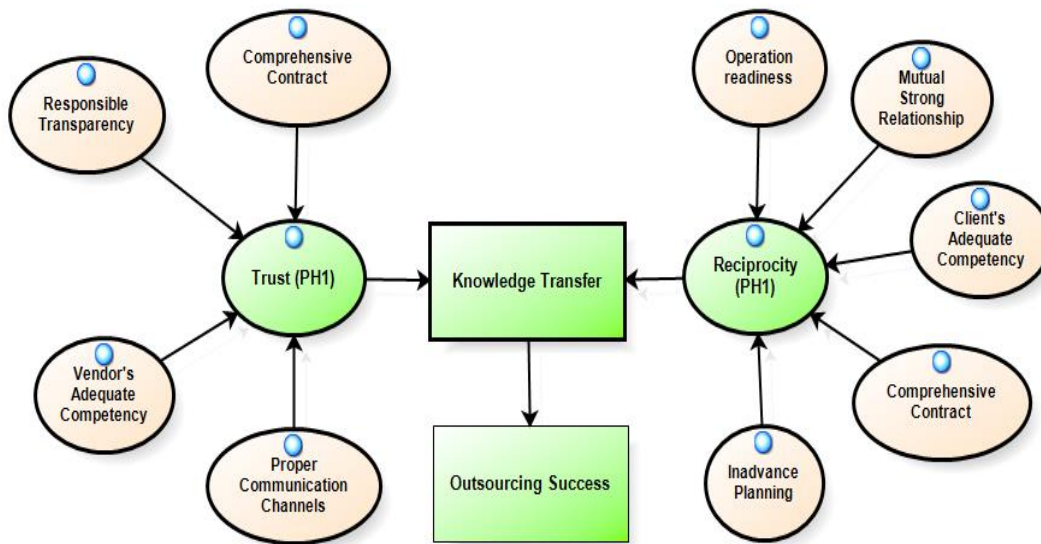 Comprehensive
Contract
Responsible
Transparency
Operation
readiness
Mutual
Strong
Relationship
Client's
Adequate
Competency
Trust (PH1)
Knowledge Transfer
Reciprocity
(PH1)
Vendor's
Adequate
Competency
Comprehensive
Contract
Proper
Communication
Channels
Outsourcing Success
Inadvance
Planning